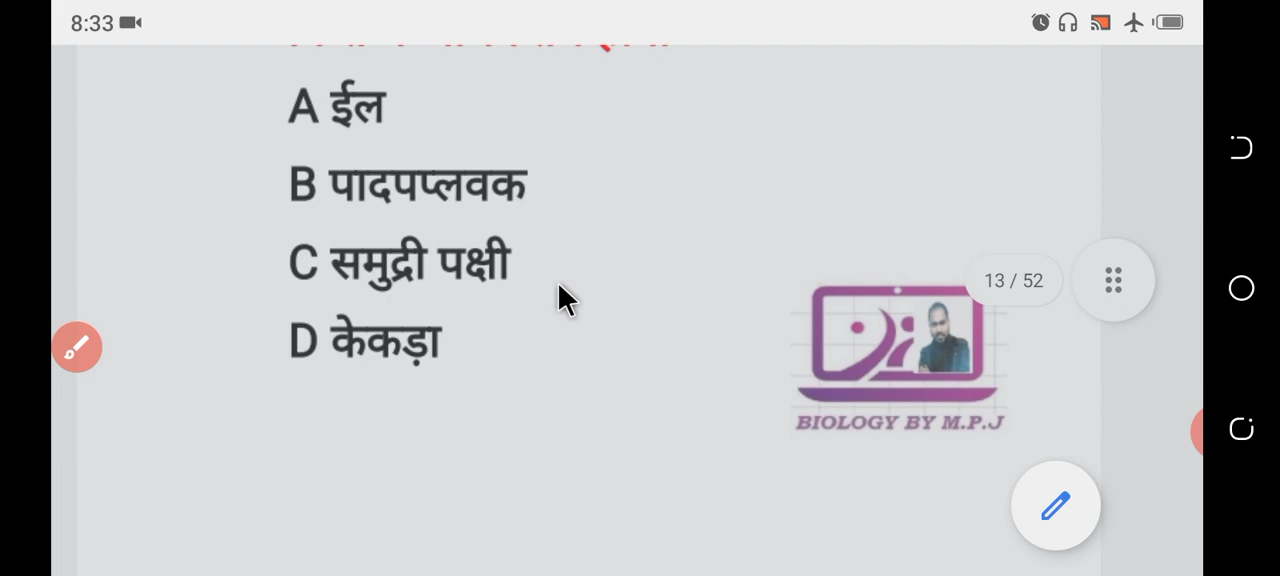 8:33
A ईल
B पादपप्लवक
C समुद्री पक्षी
13 / 52
D केकड़ा
BIOLOGY BY M.P.J